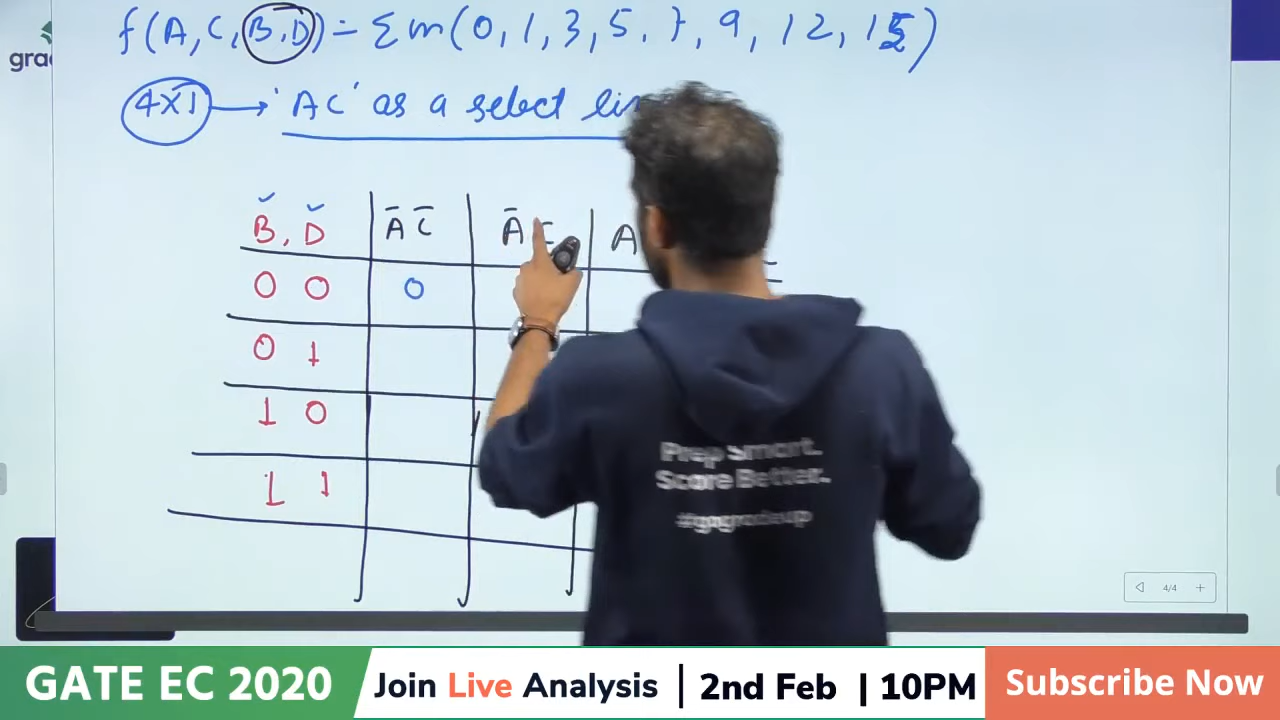 f(A,C,B,D)=Σm(0,1,3,5,7,9,12,15)
grad
4X1 → 'AC' as a select lin
B, D | A̅ C̅ | A̅ C | A
0 0 | 0
0 1
1 0
1 1
Prep Smart.
Score Better.
#gogradeup
4/4 +
GATE EC 2020 Join Live Analysis | 2nd Feb | 10PM Subscribe Now